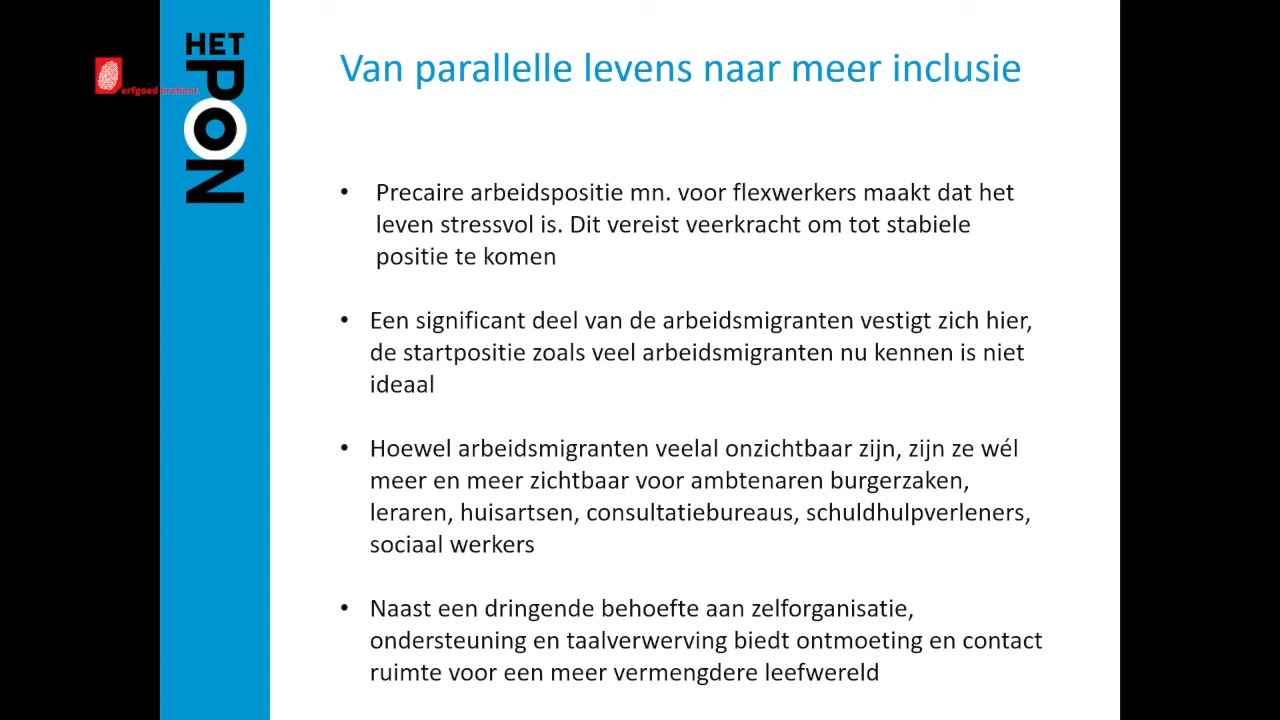 HET
PON
erfgoed brabant
Van parallelle levens naar meer inclusie
• Precaire arbeidspositie mn. voor flexwerkers maakt dat het
leven stressvol is. Dit vereist veerkracht om tot stabiele
positie te komen
• Een significant deel van de arbeidsmigranten vestigt zich hier,
de startpositie zoals veel arbeidsmigranten nu kennen is niet
ideaal
• Hoewel arbeidsmigranten veelal onzichtbaar zijn, zijn ze wél
meer en meer zichtbaar voor ambtenaren burgerzaken,
leraren, huisartsen, consultatiebureaus, schuldhulpverleners,
sociaal werkers
• Naast een dringende behoefte aan zelforganisatie,
ondersteuning en taalverwerving biedt ontmoeting en contact
ruimte voor een meer vermengdere leefwereld